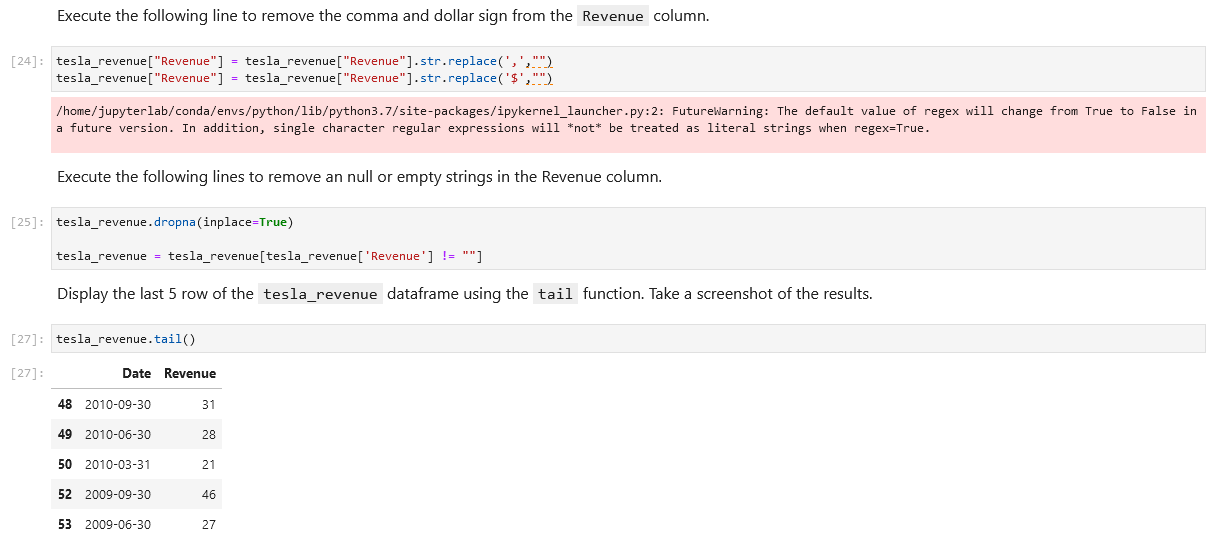 Execute the following line to remove the comma and dollar sign from the Revenue column.
[24]: tesla_revenue["Revenue"] = tesla_revenue["Revenue"].str.replace(',',"")
tesla_revenue["Revenue"] = tesla_revenue["Revenue"].str.replace('$',"")
/home/jupyterlab/conda/envs/python/lib/python3.7/site-packages/ipykernel_launcher.py:2: FutureWarning: The default value of regex will change from True to False in
a future version. In addition, single character regular expressions will *not* be treated as literal strings when regex=True.
Execute the following lines to remove an null or empty strings in the Revenue column.
[25]: tesla_revenue.dropna(inplace=True)
tesla_revenue = tesla_revenue[tesla_revenue['Revenue'] != ""]
Display the last 5 row of the tesla_revenue dataframe using the tail function. Take a screenshot of the results.
[27]: tesla_revenue.tail()
[27]: Date Revenue
48 2010-09-30 31
49 2010-06-30 28
50 2010-03-31 21
52 2009-09-30 46
53 2009-06-30 27